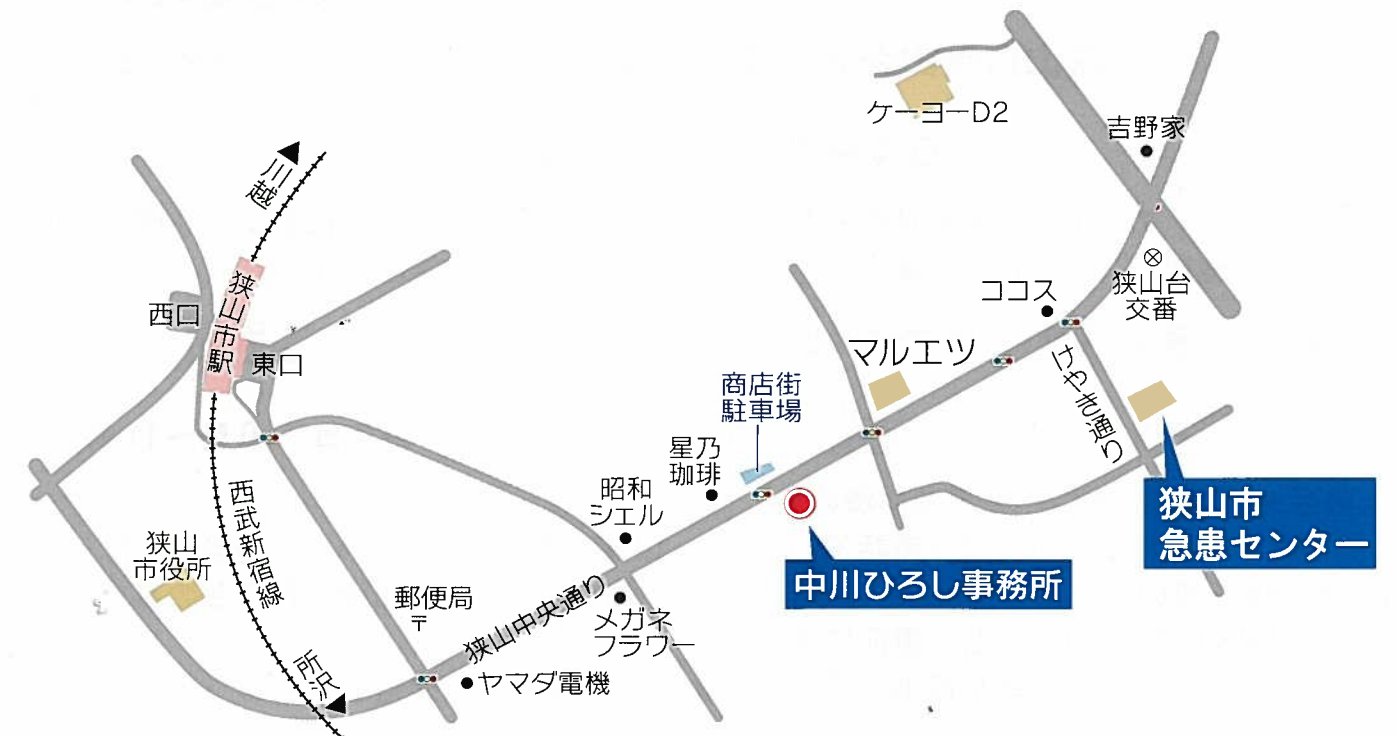 ケーヨーD2
吉野家
川越
狭山市駅
西口
東口
狭山台
交番
ココス
マルエツ
けやき通り
商店街
駐車場
星乃
珈琲
昭和
シェル
狭山市
急患センター
西武新宿線
狭山
市役所
中川ひろし事務所
郵便局
〒
狭山中央通り
メガネ
フラワー
所沢
ヤマダ電機